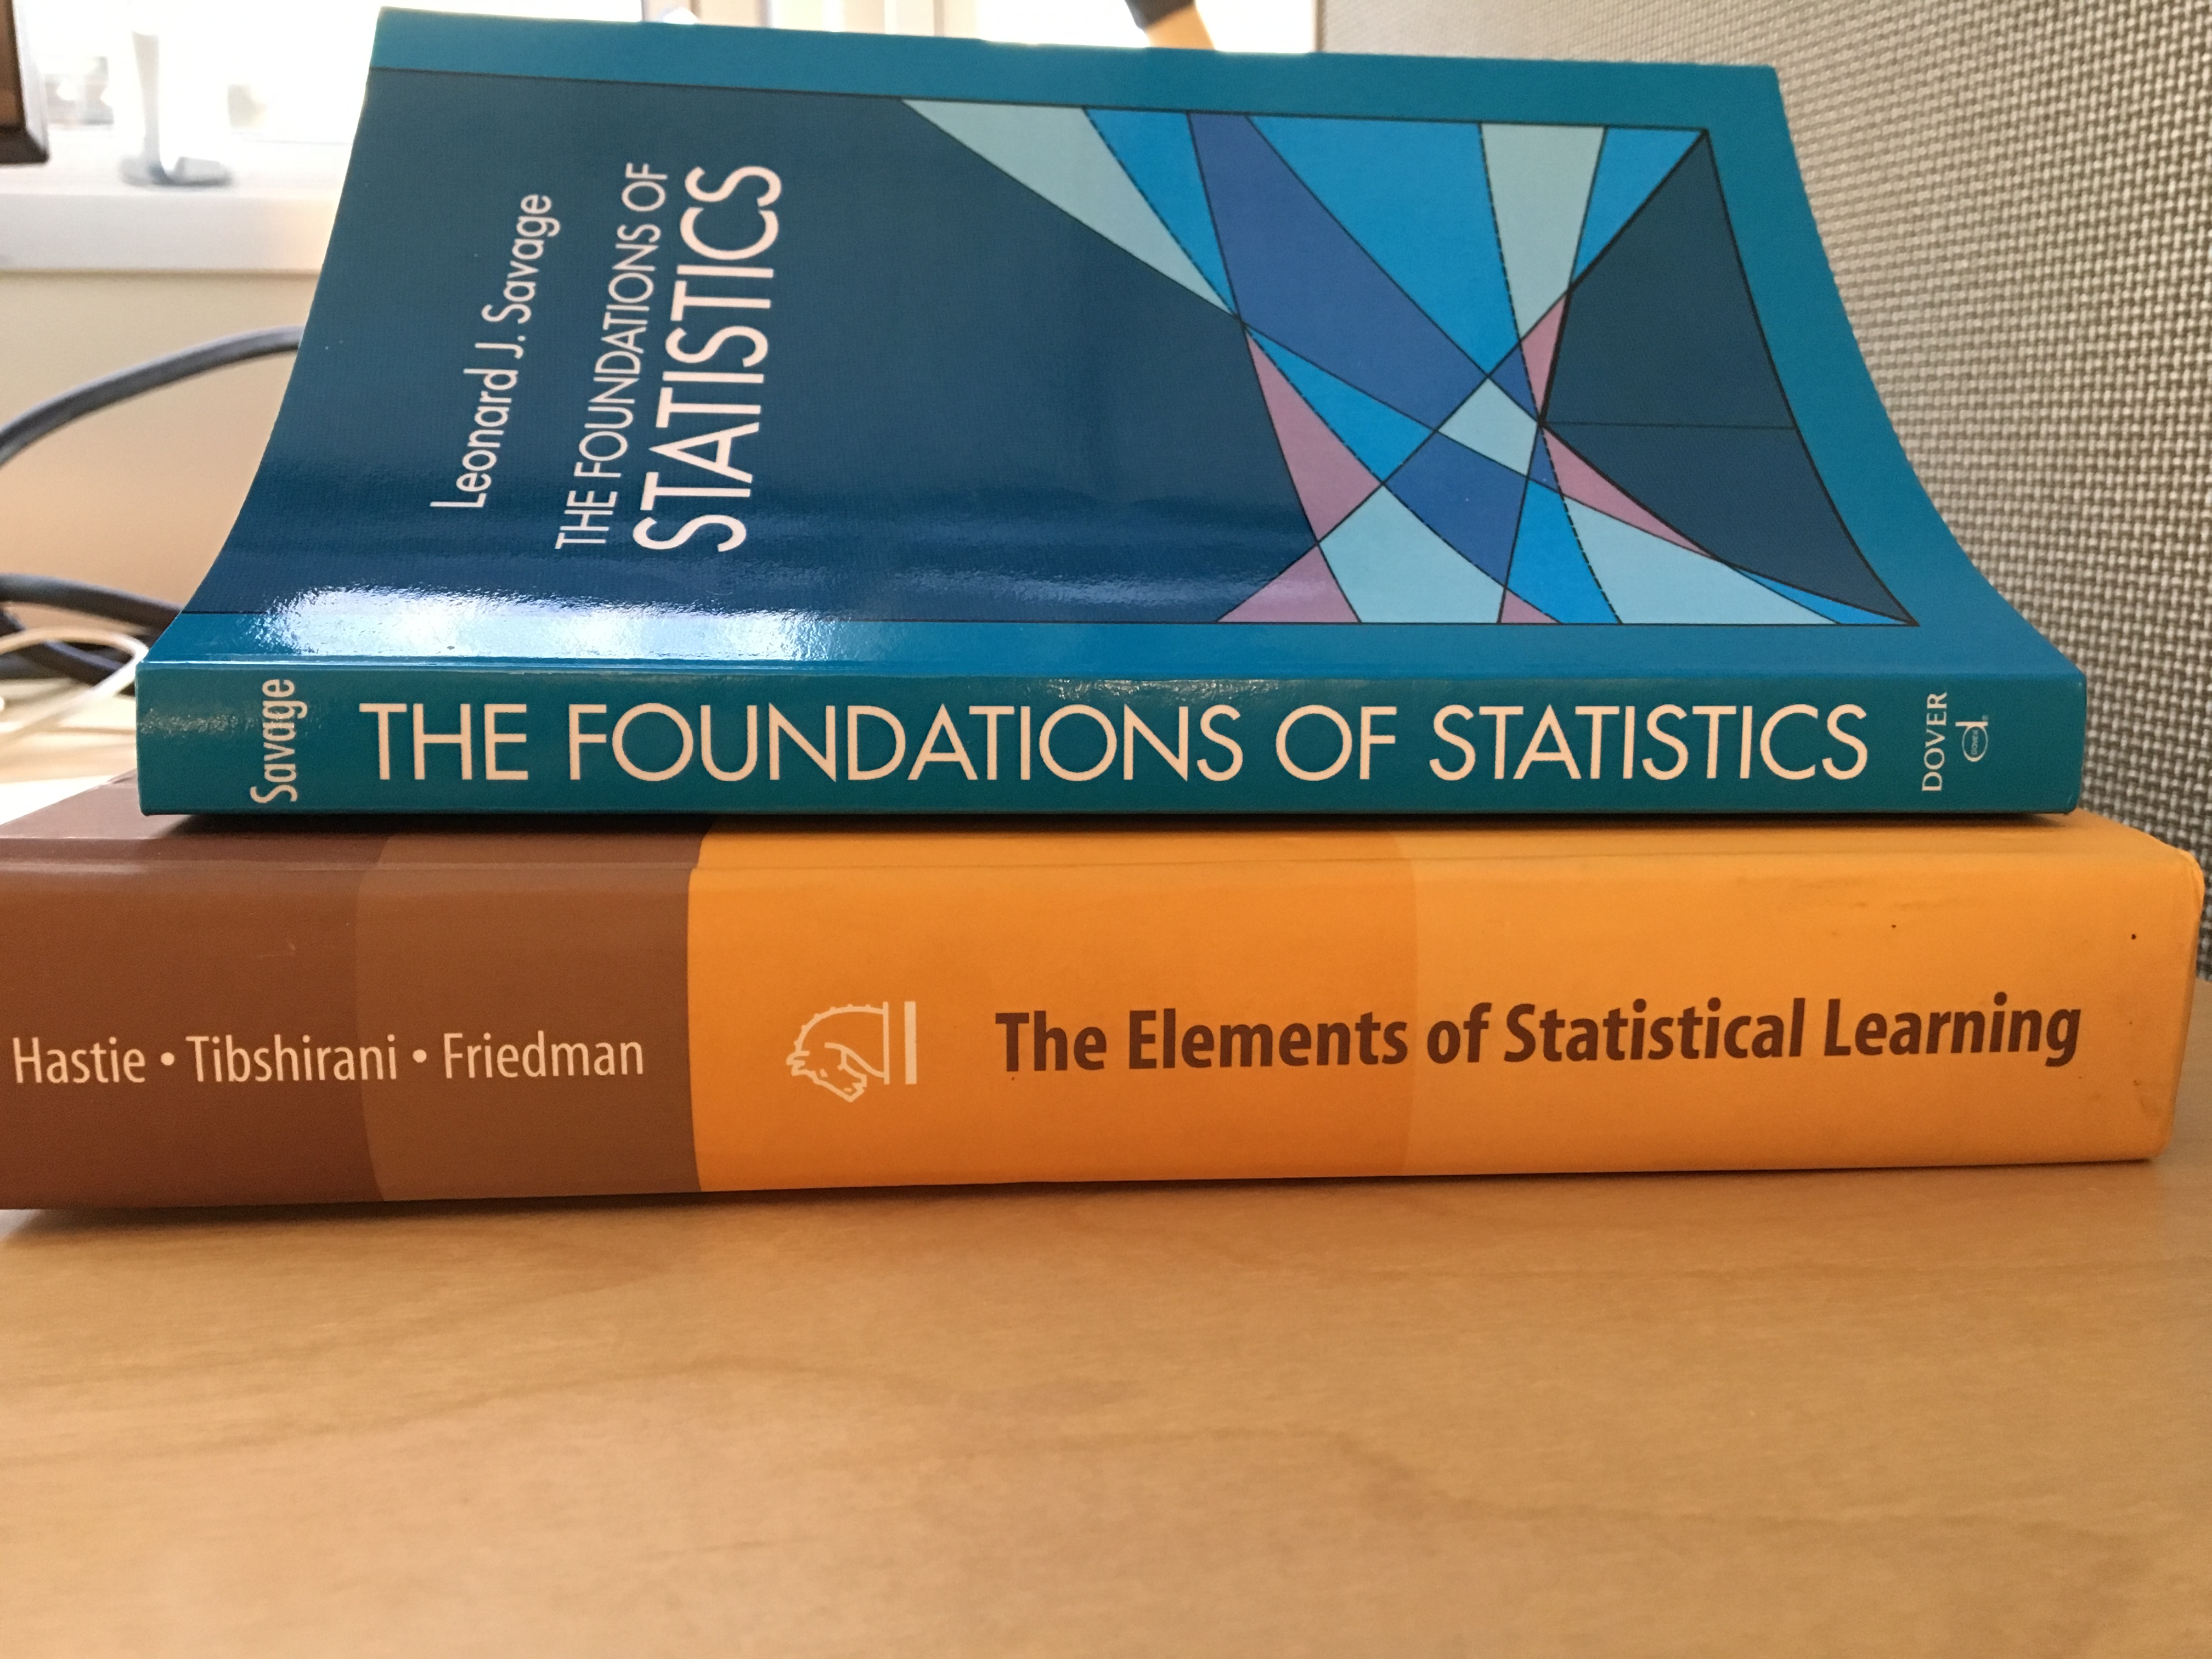 Leonard J. Savage
THE FOUNDATIONS OF
STATISTICS
Savage
THE FOUNDATIONS OF STATISTICS
DOVER
Hastie • Tibshirani • Friedman
The Elements of Statistical Learning